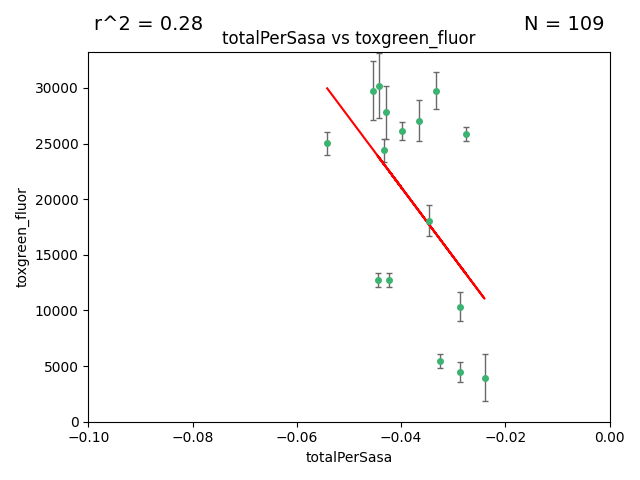 r^2 = 0.28
N = 109
totalPerSasa vs toxgreen_fluor
toxgreen_fluor
30000
25000
20000
15000
10000
5000
0
−0.10
−0.08
−0.06
−0.04
−0.02
0.00
totalPerSasa